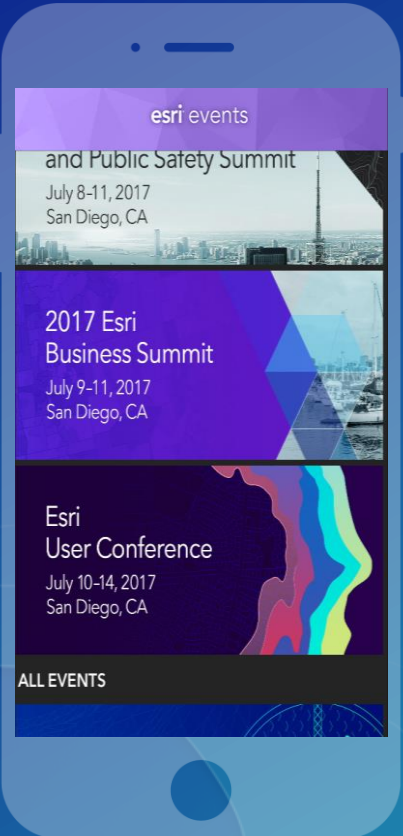 esri events
and Public Safety Summit
July 8-11, 2017
San Diego, CA
2017 Esri
Business Summit
July 9-11, 2017
San Diego, CA
Esri
User Conference
July 10-14, 2017
San Diego, CA
ALL EVENTS